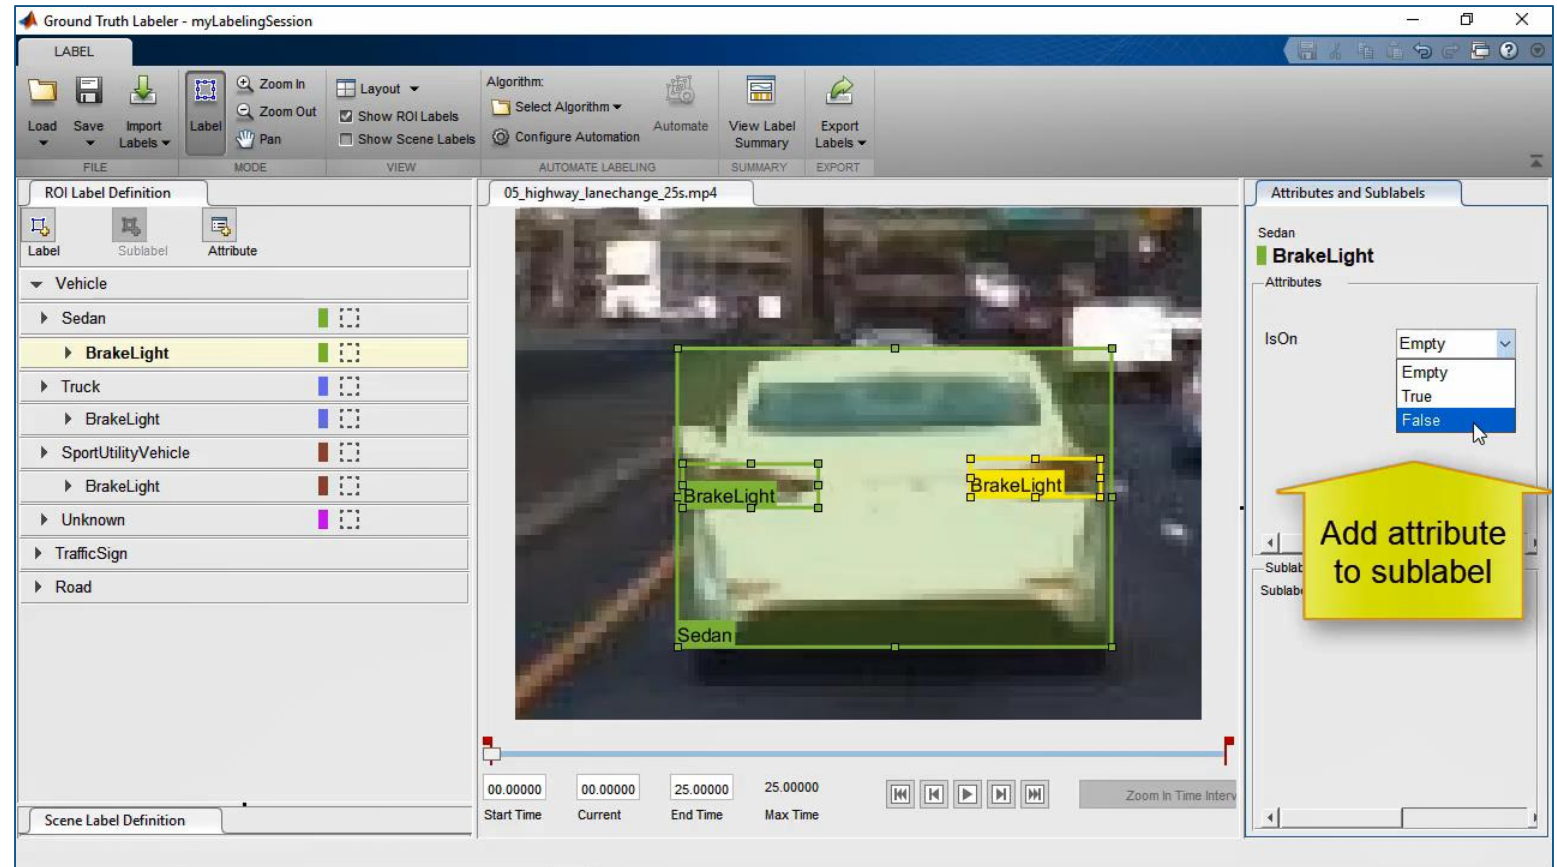 Ground Truth Labeler - myLabelingSession
LABEL
Load
Save
Import
Labels
Label
Zoom In
Zoom Out
Pan
Layout
Show ROI Labels
Show Scene Labels
Algorithm:
Select Algorithm
Configure Automation
Automate
View Label
Summary
Export
Labels
FILE
MODE
VIEW
AUTOMATE LABELING
SUMMARY
EXPORT
ROI Label Definition
Label
Sublabel
Attribute
Vehicle
Sedan
BrakeLight
Truck
BrakeLight
SportUtilityVehicle
BrakeLight
Unknown
TrafficSign
Road
Scene Label Definition
05_highway_lanechange_25s.mp4
BrakeLight
BrakeLight
Sedan
00.00000
00.00000
25.00000
25.00000
Start Time
Current
End Time
Max Time
Zoom In Time Interv
Attributes and Sublabels
Sedan
BrakeLight
Attributes
IsOn
Empty
Empty
True
False
Add attribute
to sublabel